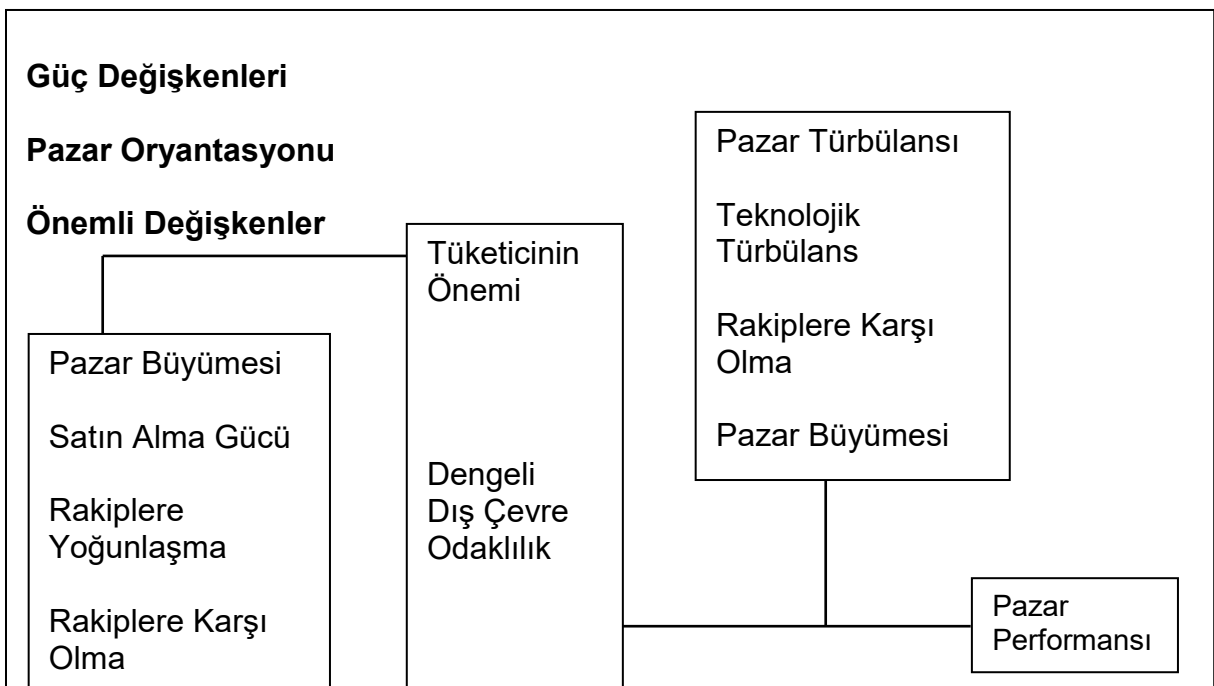 Güç Değişkenleri
Pazar Oryantasyonu
Önemli Değişkenler
Pazar Büyümesi
Satın Alma Gücü
Rakiplere
Yoğunlaşma
Rakiplere Karşı
Olma
Tüketicinin
Önemi
Dengeli
Dış Çevre
Odaklılık
Pazar Türbülansı
Teknolojik
Türbülans
Rakiplere Karşı
Olma
Pazar Büyümesi
Pazar
Performansı